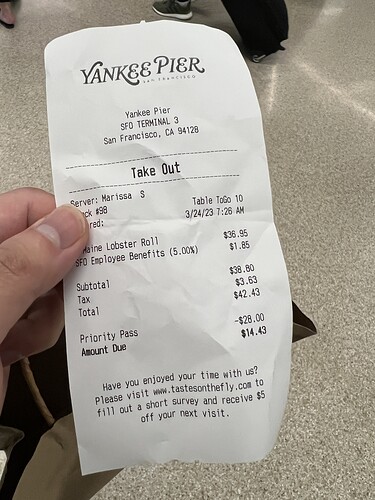 YANKEE PIER
SAN FRANCISCO
Yankee Pier
SFO TERMINAL 3
San Francisco, CA 94128
Take Out
Server: Marissa S
Table ToGo 10
ck #98
3/24/23 7:26 AM
red:
aine Lobster Roll $36.95
SFO Employee Benefits (5.00%) $1.85
Subtotal $38.80
Tax $3.63
Total $42.43
Priority Pass -$28.00
Amount Due $14.43
Have you enjoyed your time with us?
Please visit www.tastesonthefly.com to
fill out a short survey and receive $5
off your next visit.